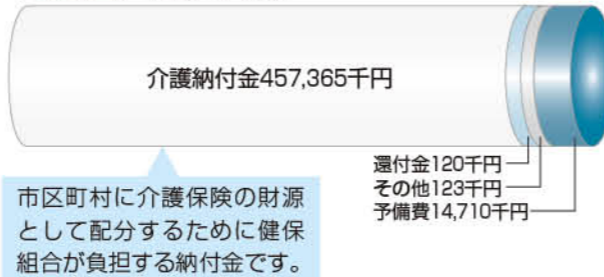 介護納付金457,365千円
還付金120千円
その他123千円
予備費14,710千円
市区町村に介護保険の財源
として配分するために健保
組合が負担する納付金です。